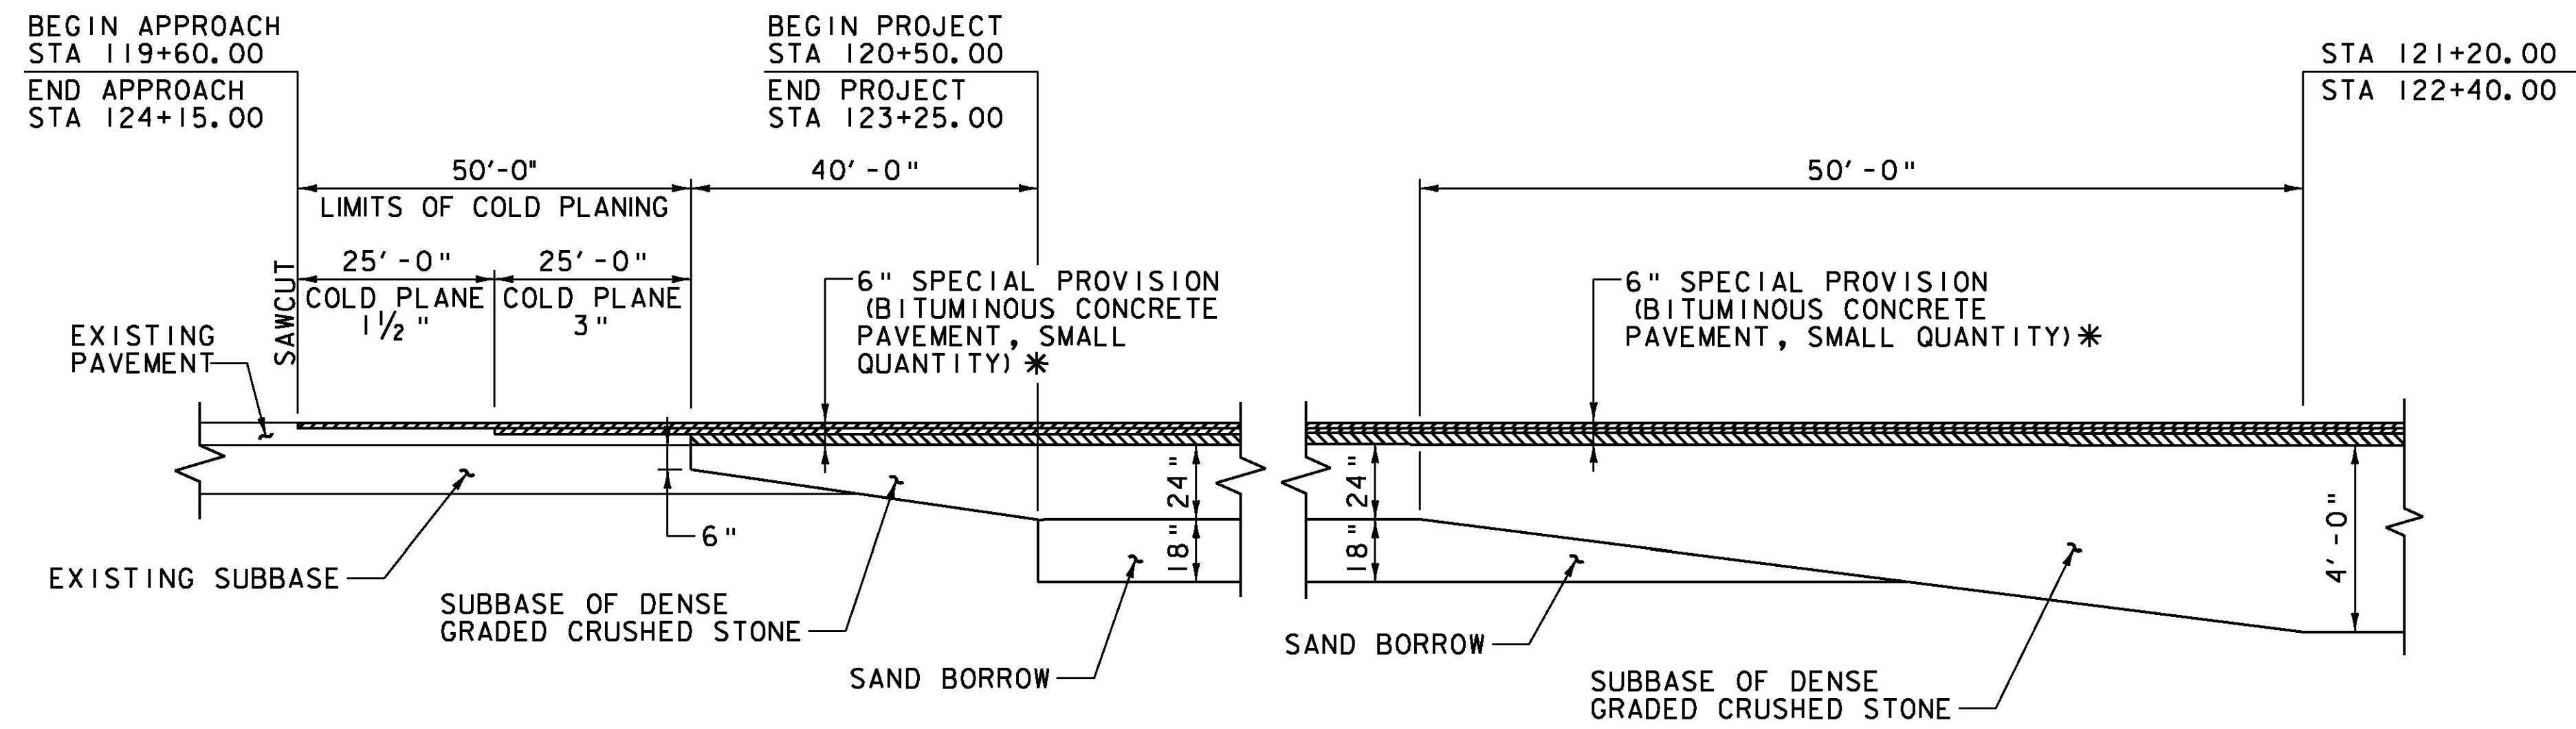 BEGIN APPROACH
STA 119+60.00
END APPROACH
STA 124+15.00
BEGIN PROJECT
STA 120+50.00
END PROJECT
STA 123+25.00
STA 121+20.00
STA 122+40.00
50'-0"
LIMITS OF COLD PLANING
40'-0"
50'-0"
25'-0"
COLD PLANE
1½"
25'-0"
COLD PLANE
3"
SAWCUT
EXISTING
PAVEMENT
6" SPECIAL PROVISION
(BITUMINOUS CONCRETE
PAVEMENT, SMALL
QUANTITY) *
6" SPECIAL PROVISION
(BITUMINOUS CONCRETE
PAVEMENT, SMALL QUANTITY) *
24"
18"
24"
18"
4'-0"
6"
EXISTING SUBBASE
SUBBASE OF DENSE
GRADED CRUSHED STONE
SAND BORROW
SAND BORROW
SUBBASE OF DENSE
GRADED CRUSHED STONE